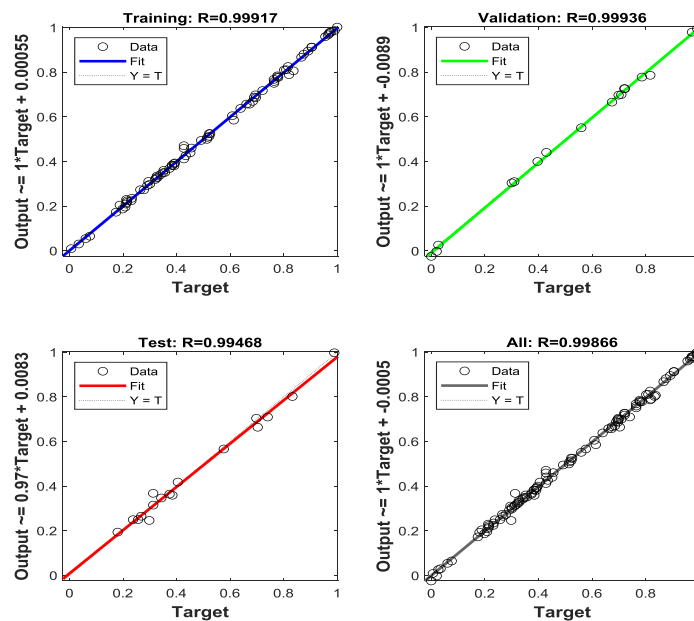 Training: R=0.99917
Output ~= 1*Target + 0.00055
1
0.8
0.6
0.4
0.2
0
Data
Fit
Y = T
0 0.2 0.4 0.6 0.8 1
Target
Validation: R=0.99936
Output ~= 1*Target + -0.0089
1
0.8
0.6
0.4
0.2
0
Data
Fit
Y = T
0 0.2 0.4 0.6 0.8
Target
Test: R=0.99468
Output ~= 0.97*Target + 0.0083
1
0.8
0.6
0.4
0.2
0
Data
Fit
Y = T
0 0.2 0.4 0.6 0.8 1
Target
All: R=0.99866
Output ~= 1*Target + -0.0005
1
0.8
0.6
0.4
0.2
0
Data
Fit
Y = T
0 0.2 0.4 0.6 0.8
Target